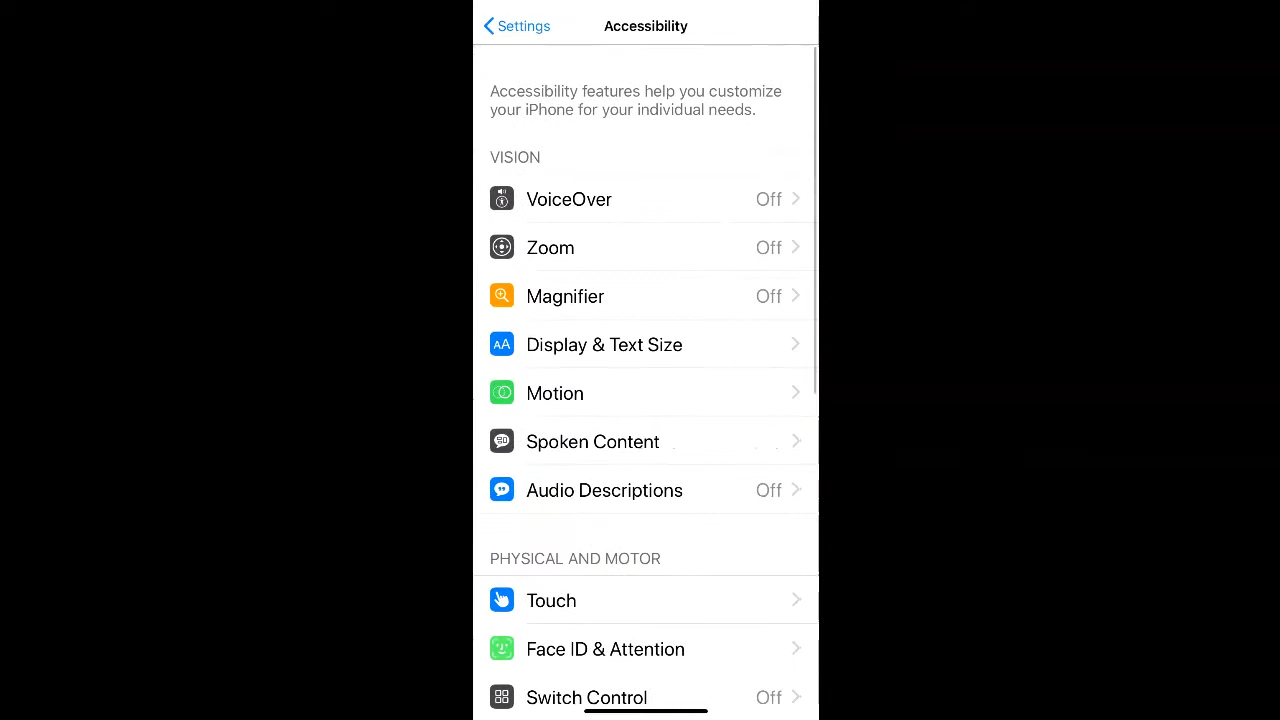 Settings
Accessibility
Accessibility features help you customize
your iPhone for your individual needs.
VISION
VoiceOver Off
Zoom Off
Magnifier Off
AA Display & Text Size
Motion
Spoken Content
Audio Descriptions Off
PHYSICAL AND MOTOR
Touch
Face ID & Attention
Switch Control Off